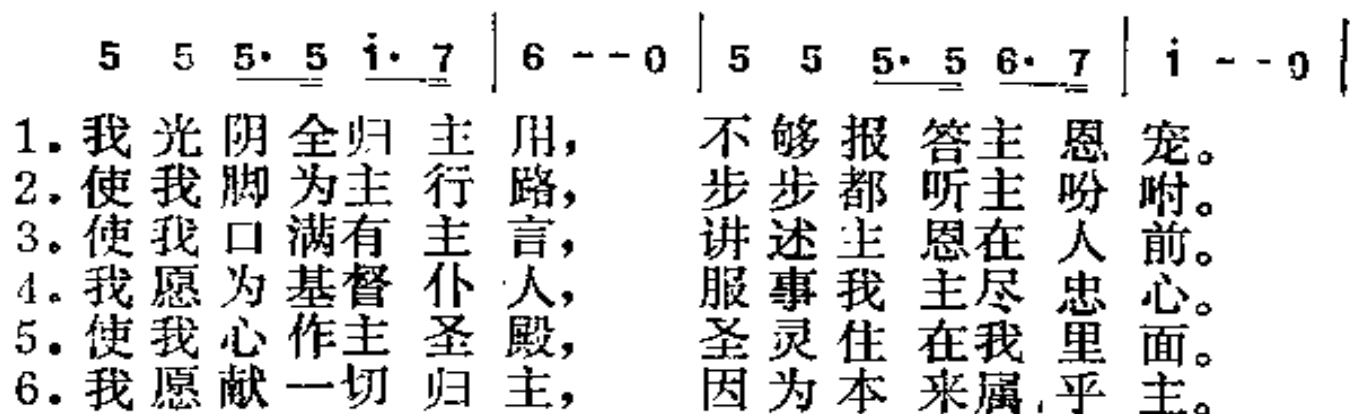 5 5 5· 5 i· 7 | 6 - - 0 | 5 5 5· 5 6· 7 | i - - 0 |
1.我光阴全归主用， 不够报答主恩宠。
2.使我脚为主行路， 步步都听主吩咐。
3.使我口满有主言， 讲述主恩在人前。
4.我愿为基督仆人， 服事我主尽忠心。
5.使我心作主圣殿， 圣灵住在我里面。
6.我愿献一切归主， 因为本来属乎主。